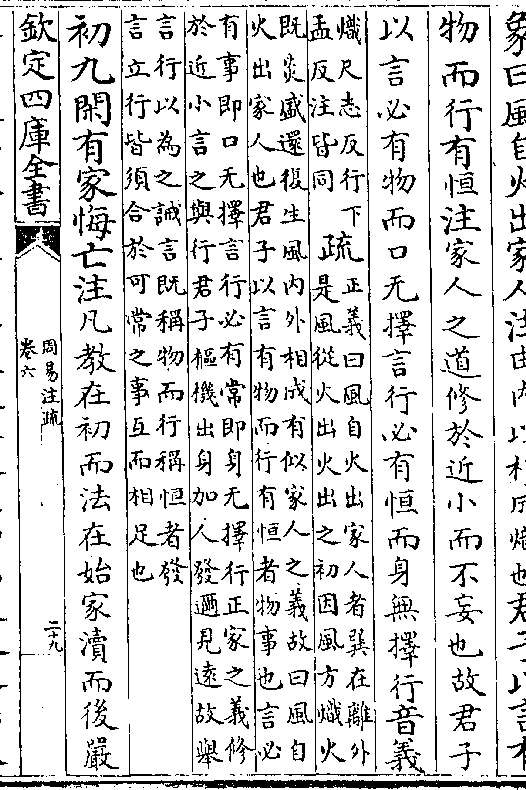 象曰風自火出家人注由內以相成熾也君子以言有
物而行有恒注家人之道修於近小而不妄也故君子
以言必有物而口无擇言行必有恒而身無擇行音義
熾尺志反行下
孟反注皆同
疏
正義曰風自火出家人者巽在離外
是風從火出火出之初因風方熾火
既炎盛還復生風内外相成有似家人之義故曰風自
火出家人也君子以言有物而行有恒者物事也言必
有事即口无擇言行必有常即身无擇行正家之義修
於近小言之與行君子樞機出身加人發邇見遠故舉
言行以為之誡言既稱物而行稱恒者發
言立行皆須合於可常之事互而相足也
初九閑有家悔亡注凡教在初而法在始家瀆而後嚴
欽定四庫全書
周易注疏
卷六
二十九